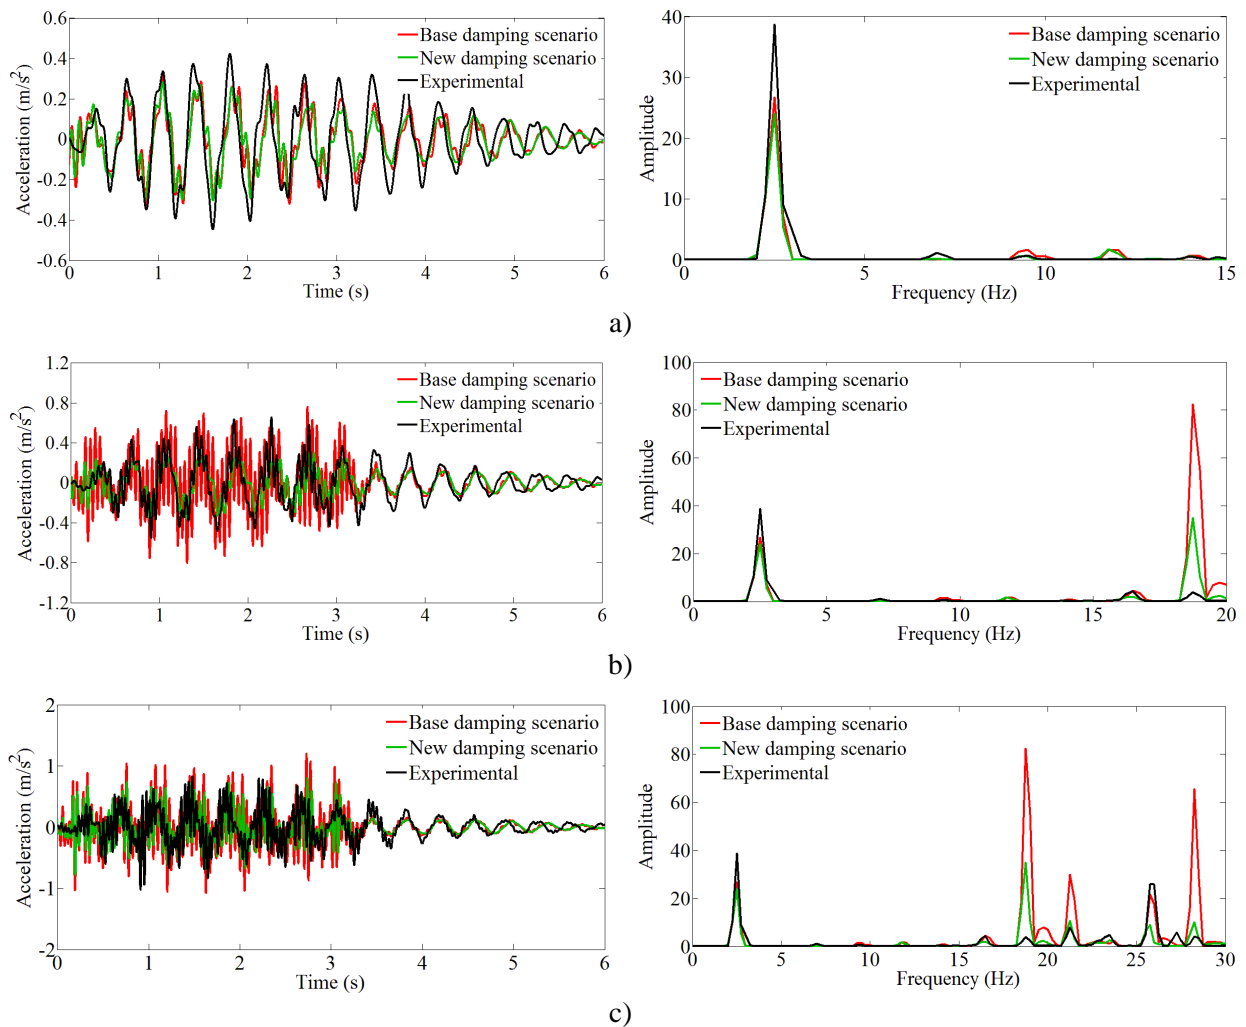 0.6
0.4
0.2
0
-0.2
-0.4
-0.6
Acceleration (m/s²)
Base damping scenario
New damping scenario
Experimental
0 1 2 3 4 5 6
Time (s)
40
30
20
10
0
Amplitude
Base damping scenario
New damping scenario
Experimental
0 5 10 15
Frequency (Hz)
a)
1.2
0.8
0.4
0
-0.4
-0.8
-1.2
Acceleration (m/s²)
Base damping scenario
New damping scenario
Experimental
0 1 2 3 4 5 6
Time (s)
100
80
60
40
20
0
Amplitude
Base damping scenario
New damping scenario
Experimental
0 5 10 15 20
Frequency (Hz)
b)
2
1
0
-1
-2
Acceleration (m/s²)
Base damping scenario
New damping scenario
Experimental
0 1 2 3 4 5 6
Time (s)
100
80
60
40
20
0
Amplitude
Base damping scenario
New damping scenario
Experimental
0 5 10 15 20 25 30
Frequency (Hz)
c)